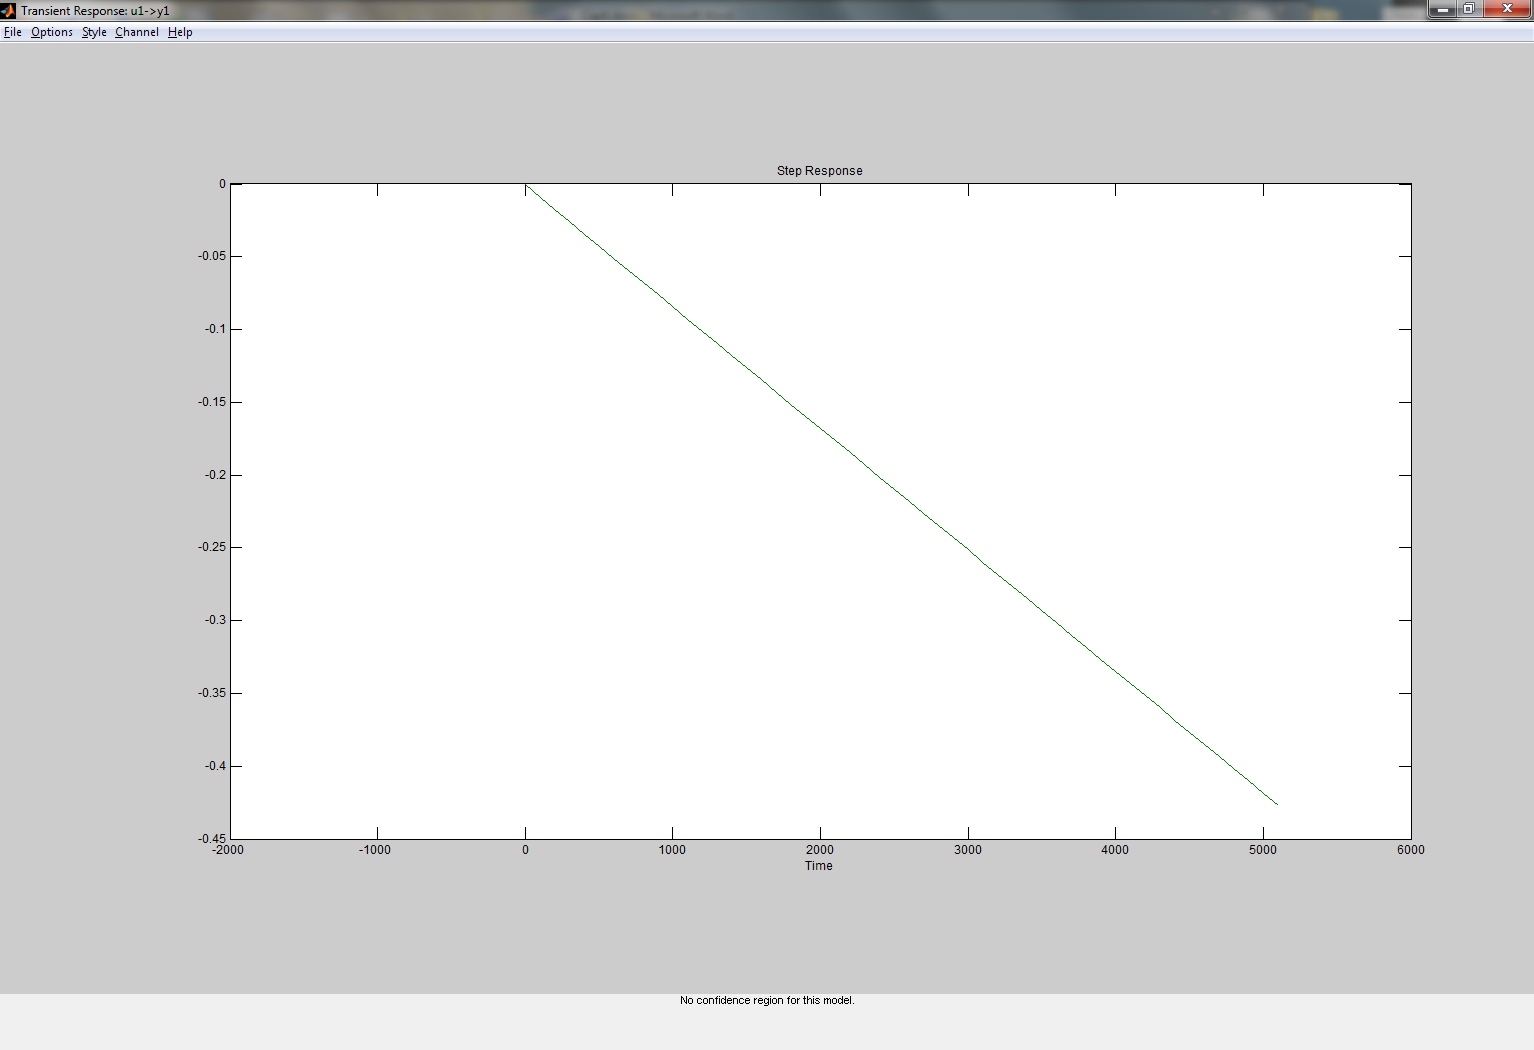 Transient Response: u1->y1
File Options Style Channel Help
Step Response
0
-0.05
-0.1
-0.15
-0.2
-0.25
-0.3
-0.35
-0.4
-0.45
-2000 -1000 0 1000 2000 3000 4000 5000 6000
Time
No confidence region for this model.